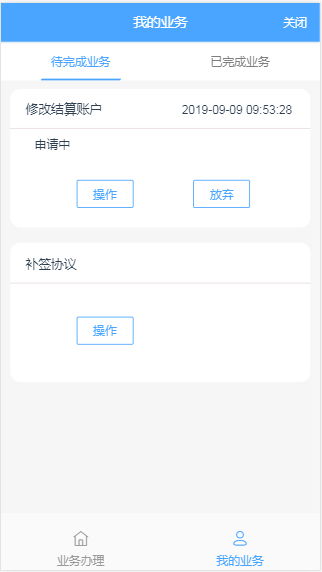 我的业务 关闭
待完成业务 已完成业务
修改结算账户 2019-09-09 09:53:28
申请中
操作 放弃
补签协议
操作
业务办理 我的业务